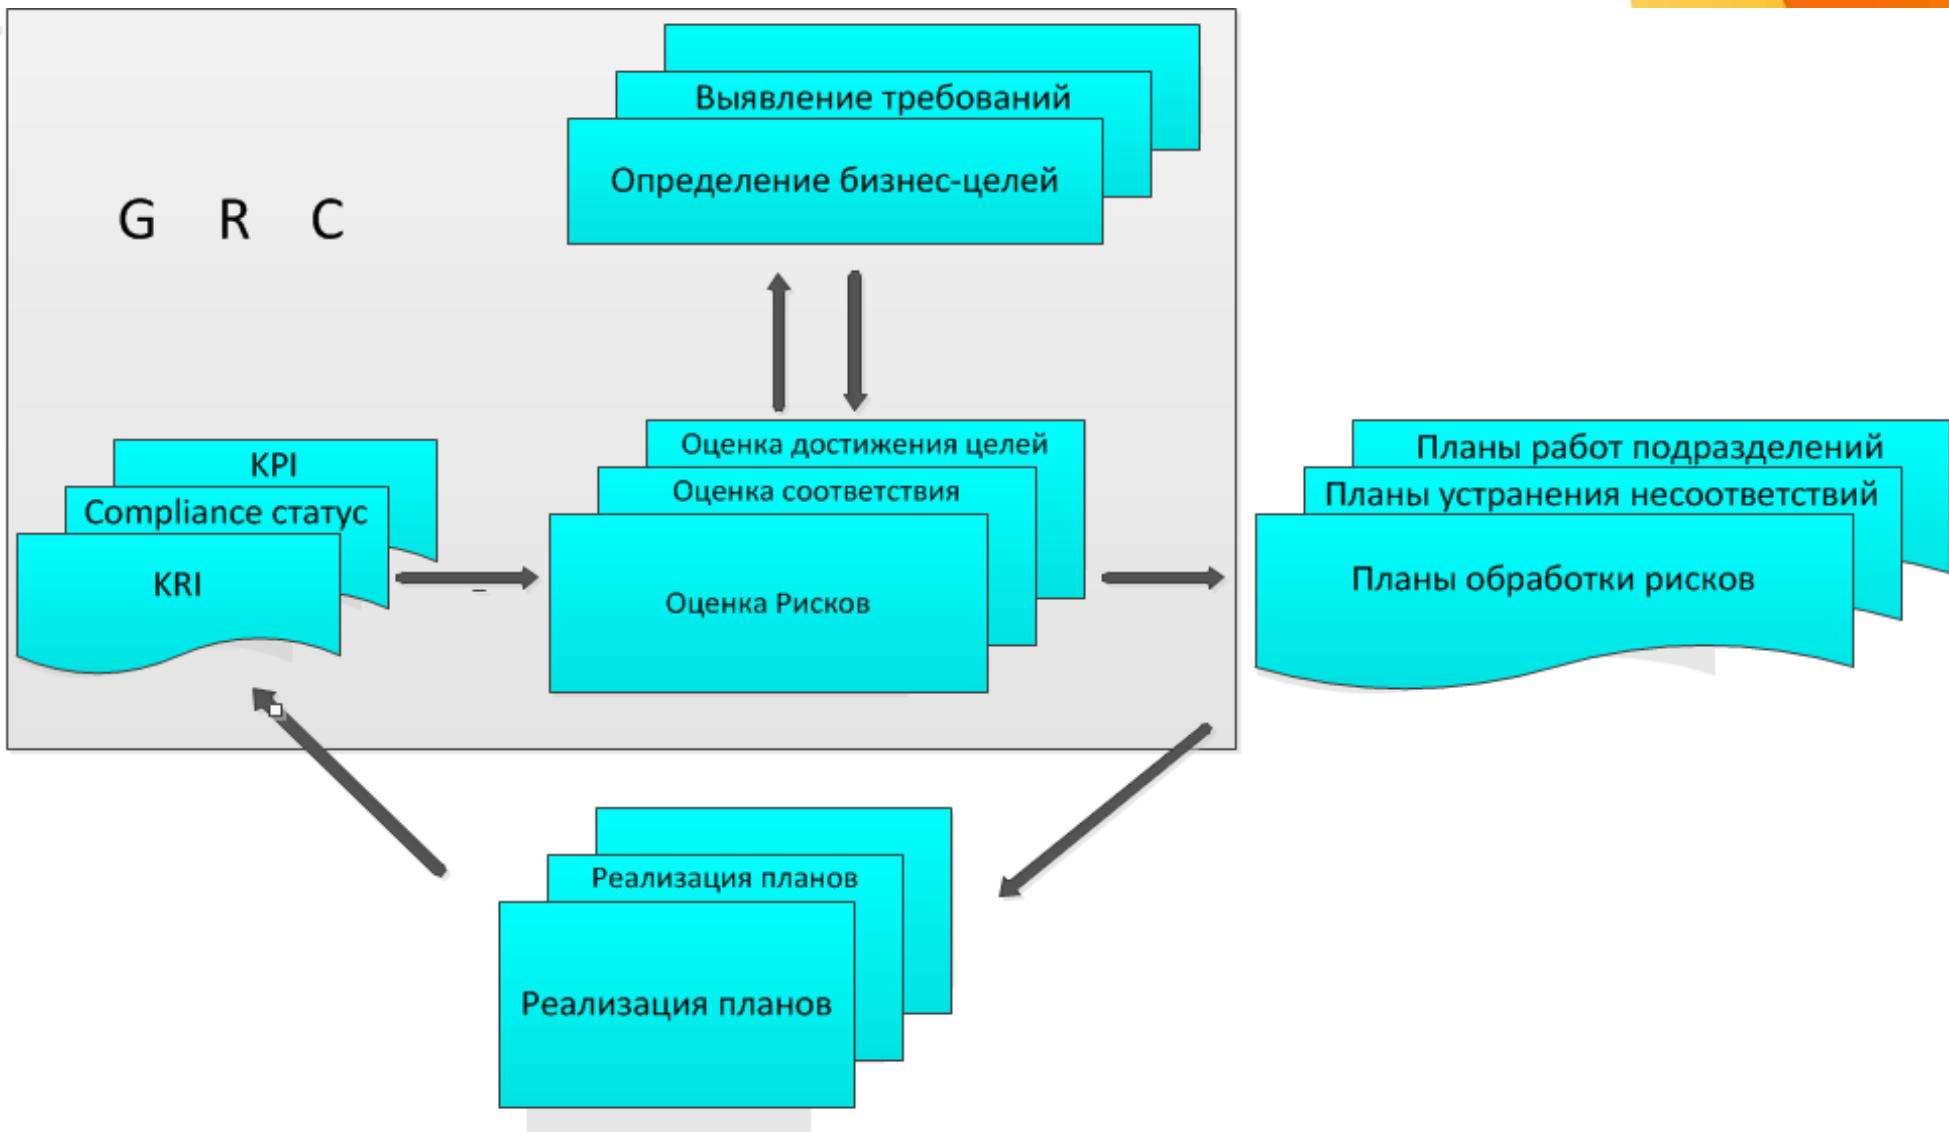 Выявление требований
Определение бизнес-целей
G R C
Оценка достижения целей
Оценка соответствия
Оценка Рисков
KPI
Compliance статус
KRI
Планы работ подразделений
Планы устранения несоответствий
Планы обработки рисков
Реализация планов
Реализация планов